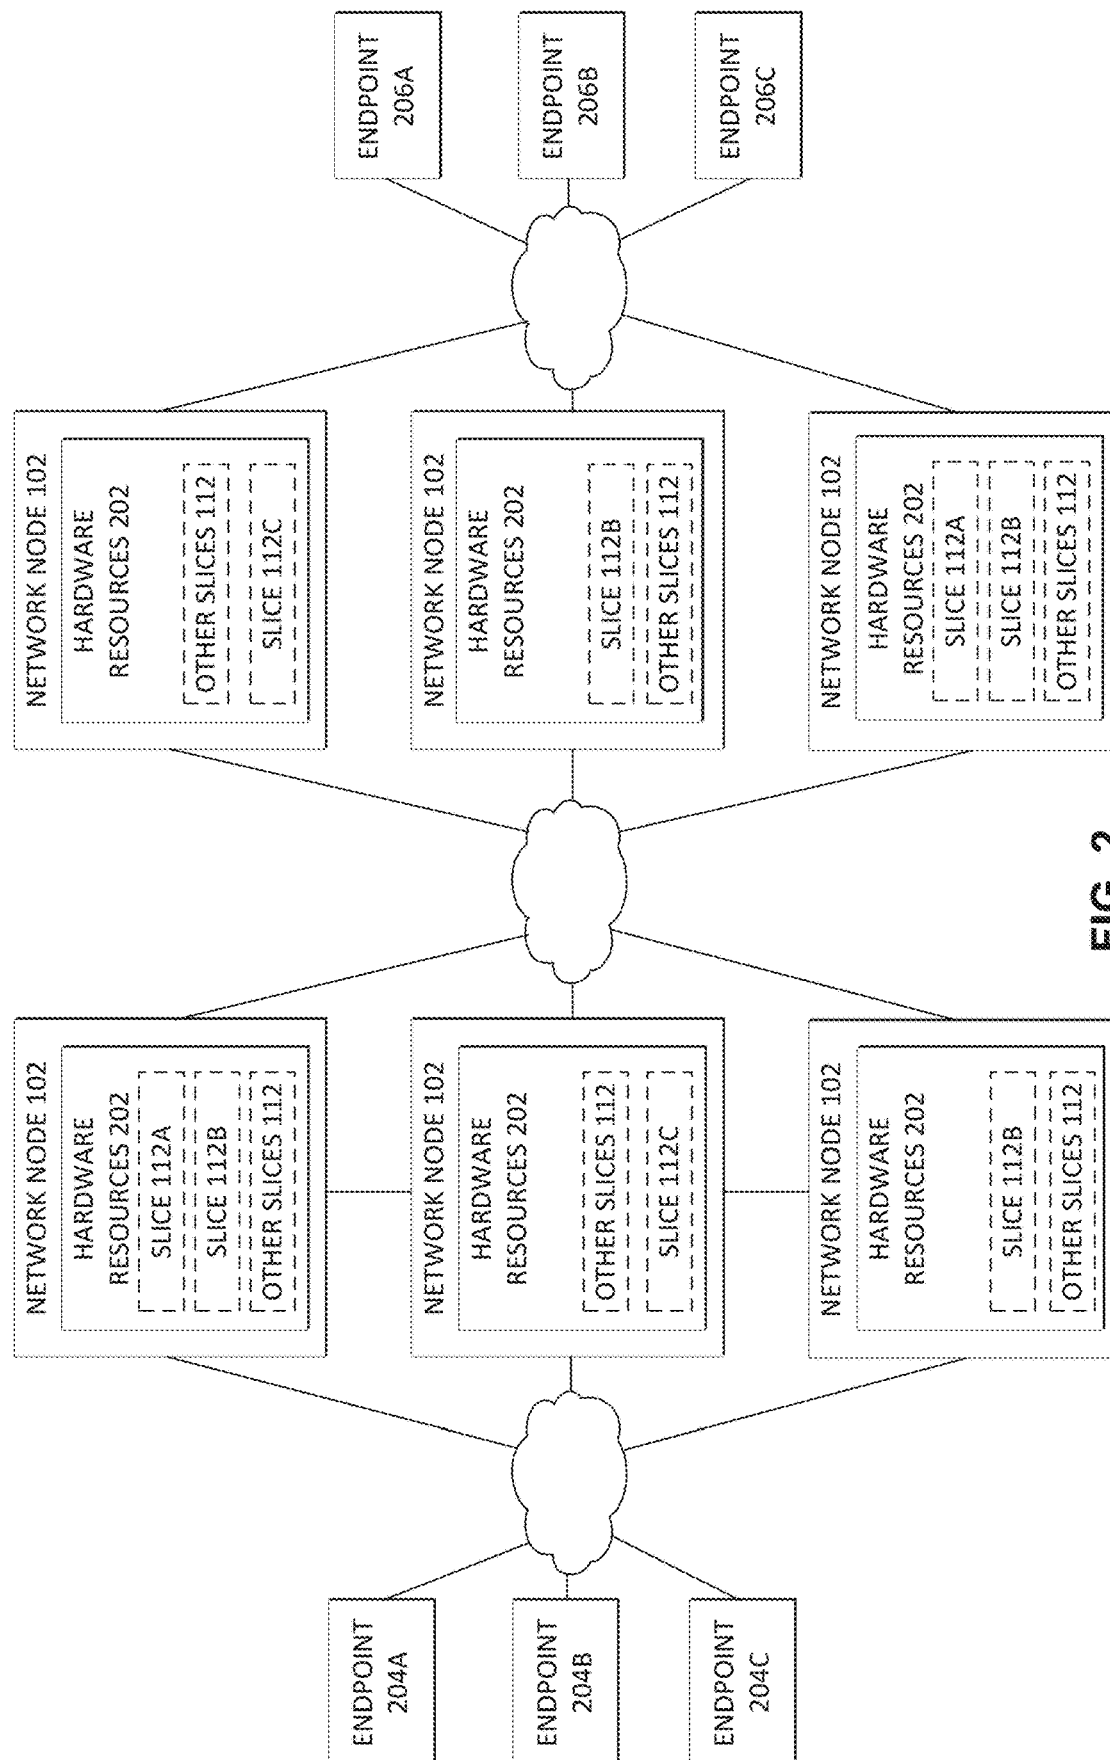 ENDPOINT
204A
ENDPOINT
204B
ENDPOINT
204C
NETWORK NODE 102
HARDWARE
RESOURCES 202
SLICE 112A
SLICE 112B
OTHER SLICES 112
NETWORK NODE 102
HARDWARE
RESOURCES 202
OTHER SLICES 112
SLICE 112C
NETWORK NODE 102
HARDWARE
RESOURCES 202
SLICE 112B
OTHER SLICES 112
NETWORK NODE 102
HARDWARE
RESOURCES 202
OTHER SLICES 112
SLICE 112C
NETWORK NODE 102
HARDWARE
RESOURCES 202
SLICE 112B
OTHER SLICES 112
NETWORK NODE 102
HARDWARE
RESOURCES 202
SLICE 112A
SLICE 112B
OTHER SLICES 112
ENDPOINT
206A
ENDPOINT
206B
ENDPOINT
206C
FIG. 2